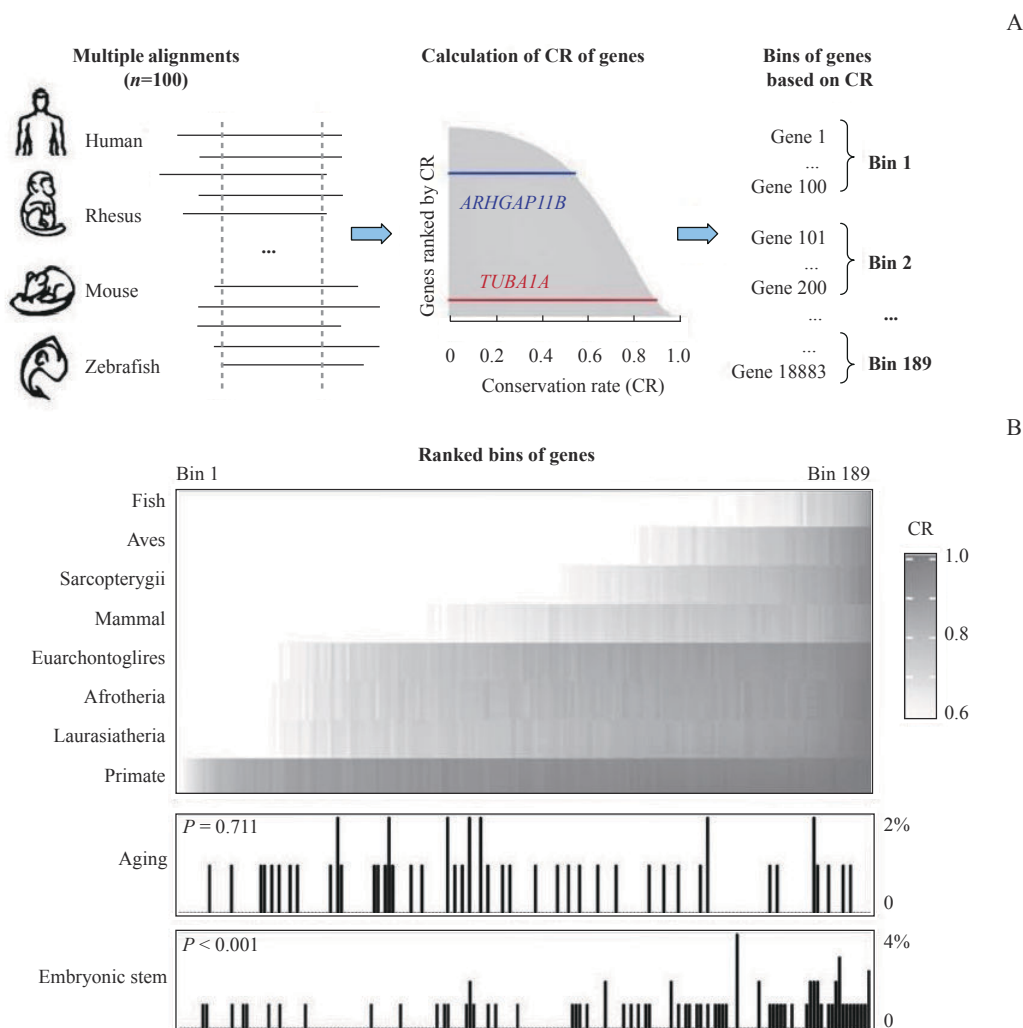 A
Multiple alignments
(n=100)
Human
Rhesus
...
Mouse
Zebrafish
Calculation of CR of genes
Genes ranked by CR
ARHGAP11B
TUBA1A
0 0.2 0.4 0.6 0.8 1.0
Conservation rate (CR)
Bins of genes
based on CR
Gene 1
...
Gene 100
Bin 1
Gene 101
...
Gene 200
Bin 2
... ...
...
Gene 18883
Bin 189
B
Ranked bins of genes
Bin 1 Bin 189
Fish
Aves
Sarcopterygii
Mammal
Euarchontoglires
Afrotheria
Laurasiatheria
Primate
CR
1.0
0.8
0.6
Aging
P = 0.711
2%
0
Embryonic stem
P < 0.001
4%
0